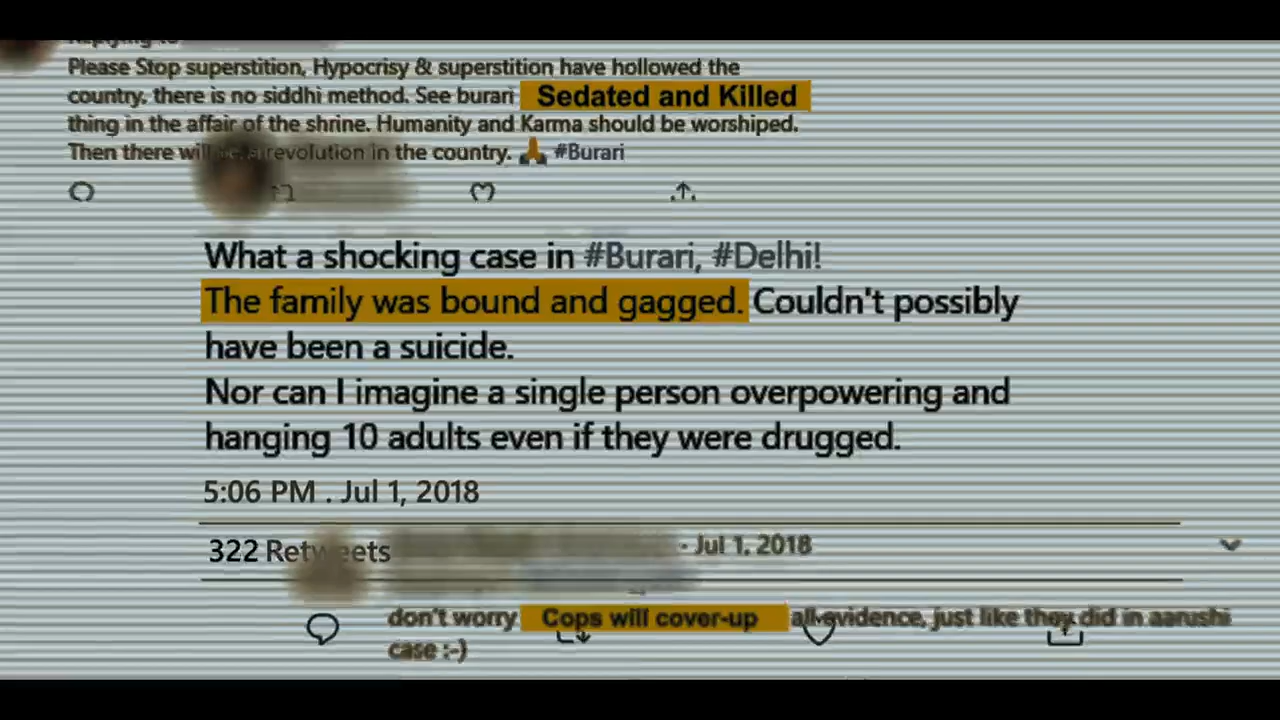 Replying to
Please Stop superstition, Hypocrisy & superstition have hollowed the
country. there is no siddhi method. See burari Sedated and Killed
thing in the affair of the shrine. Humanity and Karma should be worshiped.
Then there will be a revolution in the country. 🙏 #Burari
What a shocking case in #Burari, #Delhi!
The family was bound and gagged. Couldn't possibly
have been a suicide.
Nor can I imagine a single person overpowering and
hanging 10 adults even if they were drugged.
5:06 PM . Jul 1, 2018
322 Retweets
· Jul 1, 2018
don't worry Cops will cover-up all evidence, just like they did in aarushi
case :-)